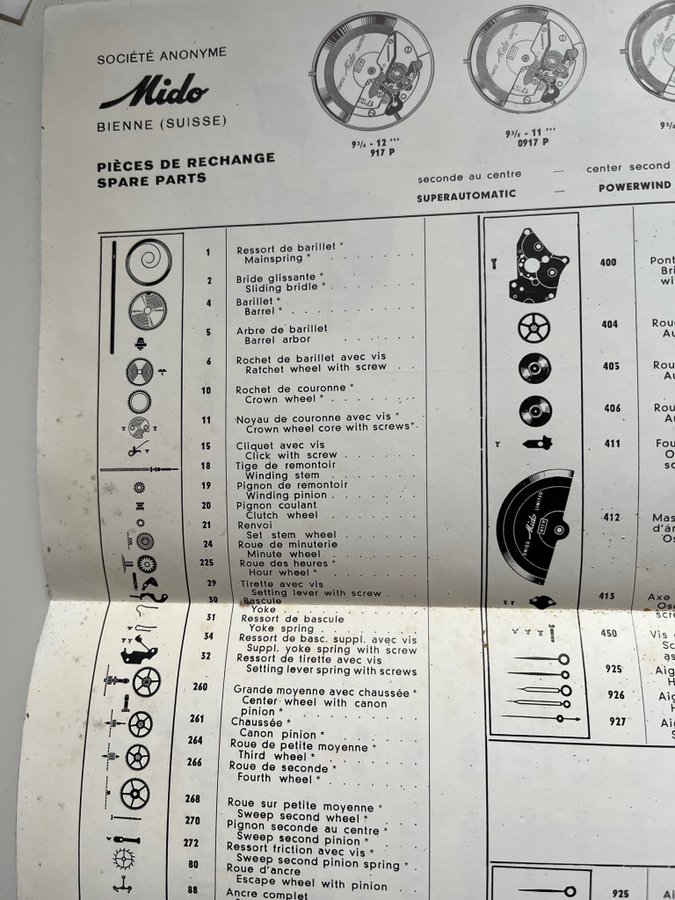 SOCIÉTÉ ANONYME
Mido
BIENNE (SUISSE)
PIÈCES DE RECHANGE
SPARE PARTS
9³/₄ - 12 '''
917 P
9³/₄ - 11 '''
0917 P
9³/₄
seconde au centre — center second
SUPERAUTOMATIC — POWERWIND
1 Ressort de barillet *
Mainspring *
2 Bride glissante *
Sliding bridle *
4 Barillet *
Barrel *
5 Arbre de barillet
Barrel arbor
6 Rochet de barillet avec vis
Ratchet wheel with screw
10 Rochet de couronne *
Crown wheel *
11 Noyau de couronne avec vis *
Crown wheel core with screws*
15 Cliquet avec vis
Click with screw
18 Tige de remontoir
Winding stem
19 Pignon de remontoir
Winding pinion
20 Pignon coulant
Clutch wheel
21 Renvoi
Set stem wheel
24 Roue de minuterie
Minute wheel
225 Roue des heures *
Hour wheel *
29 Tirette avec vis
Setting lever with screw
30 Bascule
Yoke
31 Ressort de bascule
Yoke spring
34 Ressort de basc. suppl. avec vis
Suppl. yoke spring with screw
32 Ressort de tirette avec vis
Setting lever spring with screws
260 Grande moyenne avec chaussée *
Center wheel with canon
pinion *
261 Chaussée *
Canon pinion *
264 Roue de petite moyenne *
Third wheel *
266 Roue de seconde *
Fourth wheel *
268 Roue sur petite moyenne *
Sweep second wheel *
270 Pignon seconde au centre *
Sweep second pinion *
272 Ressort friction avec vis *
Sweep second pinion spring *
80 Roue d'ancre
Escape wheel with pinion
88 Ancre complet
400
404
405
406
411
412
SWISS Mido LIMITED
413 Axe
450 Vis
925
926
927
925